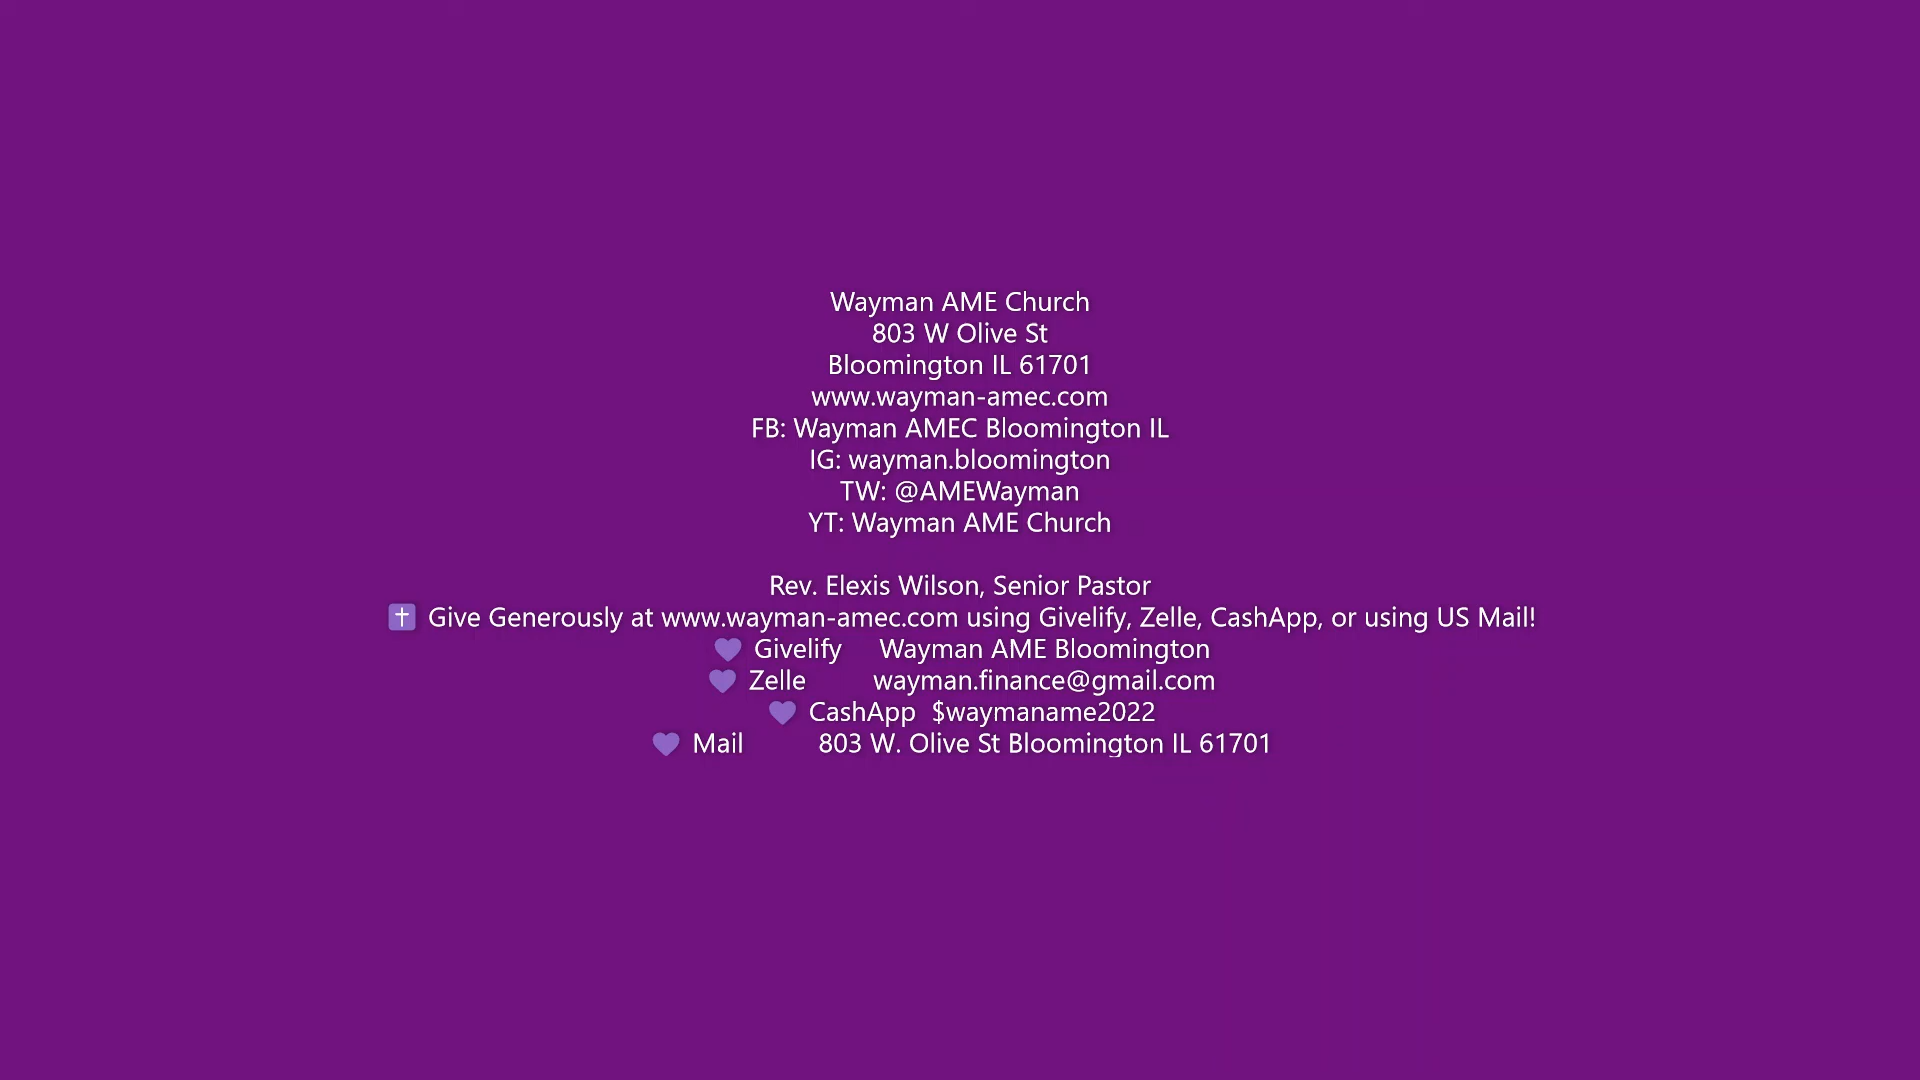 Wayman AME Church
803 W Olive St
Bloomington IL 61701
www.wayman-amec.com
FB: Wayman AMEC Bloomington IL
IG: wayman.bloomington
TW: @AMEWayman
YT: Wayman AME Church
Rev. Elexis Wilson, Senior Pastor
✝️ Give Generously at www.wayman-amec.com using Givelify, Zelle, CashApp, or using US Mail!
💜 Givelify Wayman AME Bloomington
💜 Zelle wayman.finance@gmail.com
💜 CashApp $waymaname2022
💜 Mail 803 W. Olive St Bloomington IL 61701